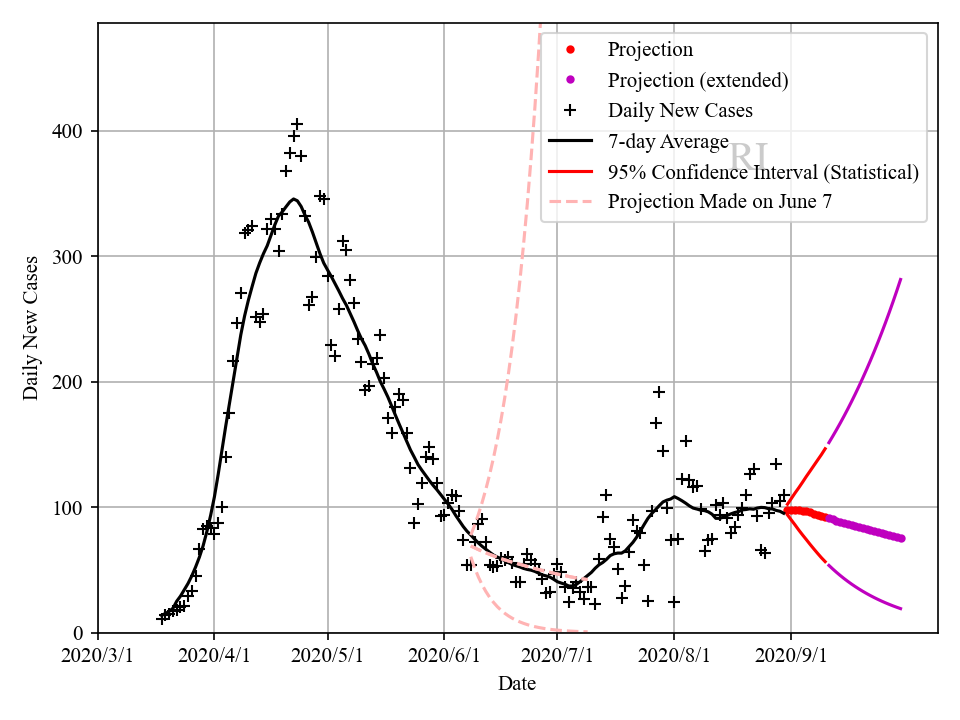 Projection
Projection (extended)
Daily New Cases
7-day Average
95% Confidence Interval (Statistical)
Projection Made on June 7
RI
400
300
200
100
0
Daily New Cases
2020/3/1 2020/4/1 2020/5/1 2020/6/1 2020/7/1 2020/8/1 2020/9/1
Date